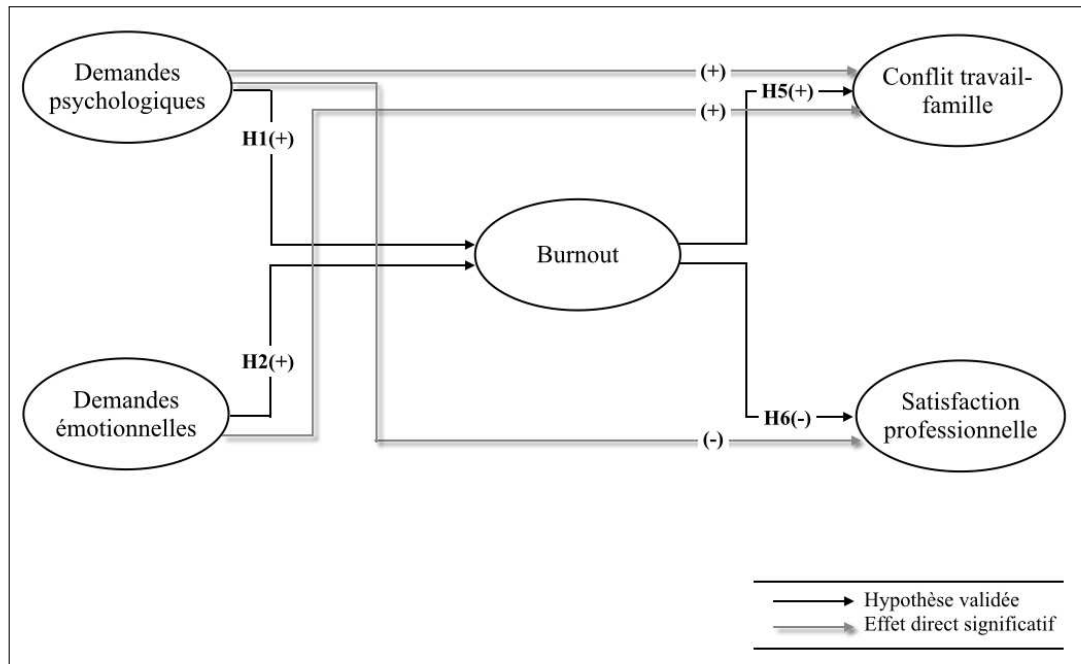 Demandes
psychologiques
(+)
Conflit travail-
famille
H5(+)
(+)
H1(+)
Burnout
H2(+)
Demandes
émotionnelles
Satisfaction
professionnelle
H6(-)
(-)
Hypothèse validée
Effet direct significatif